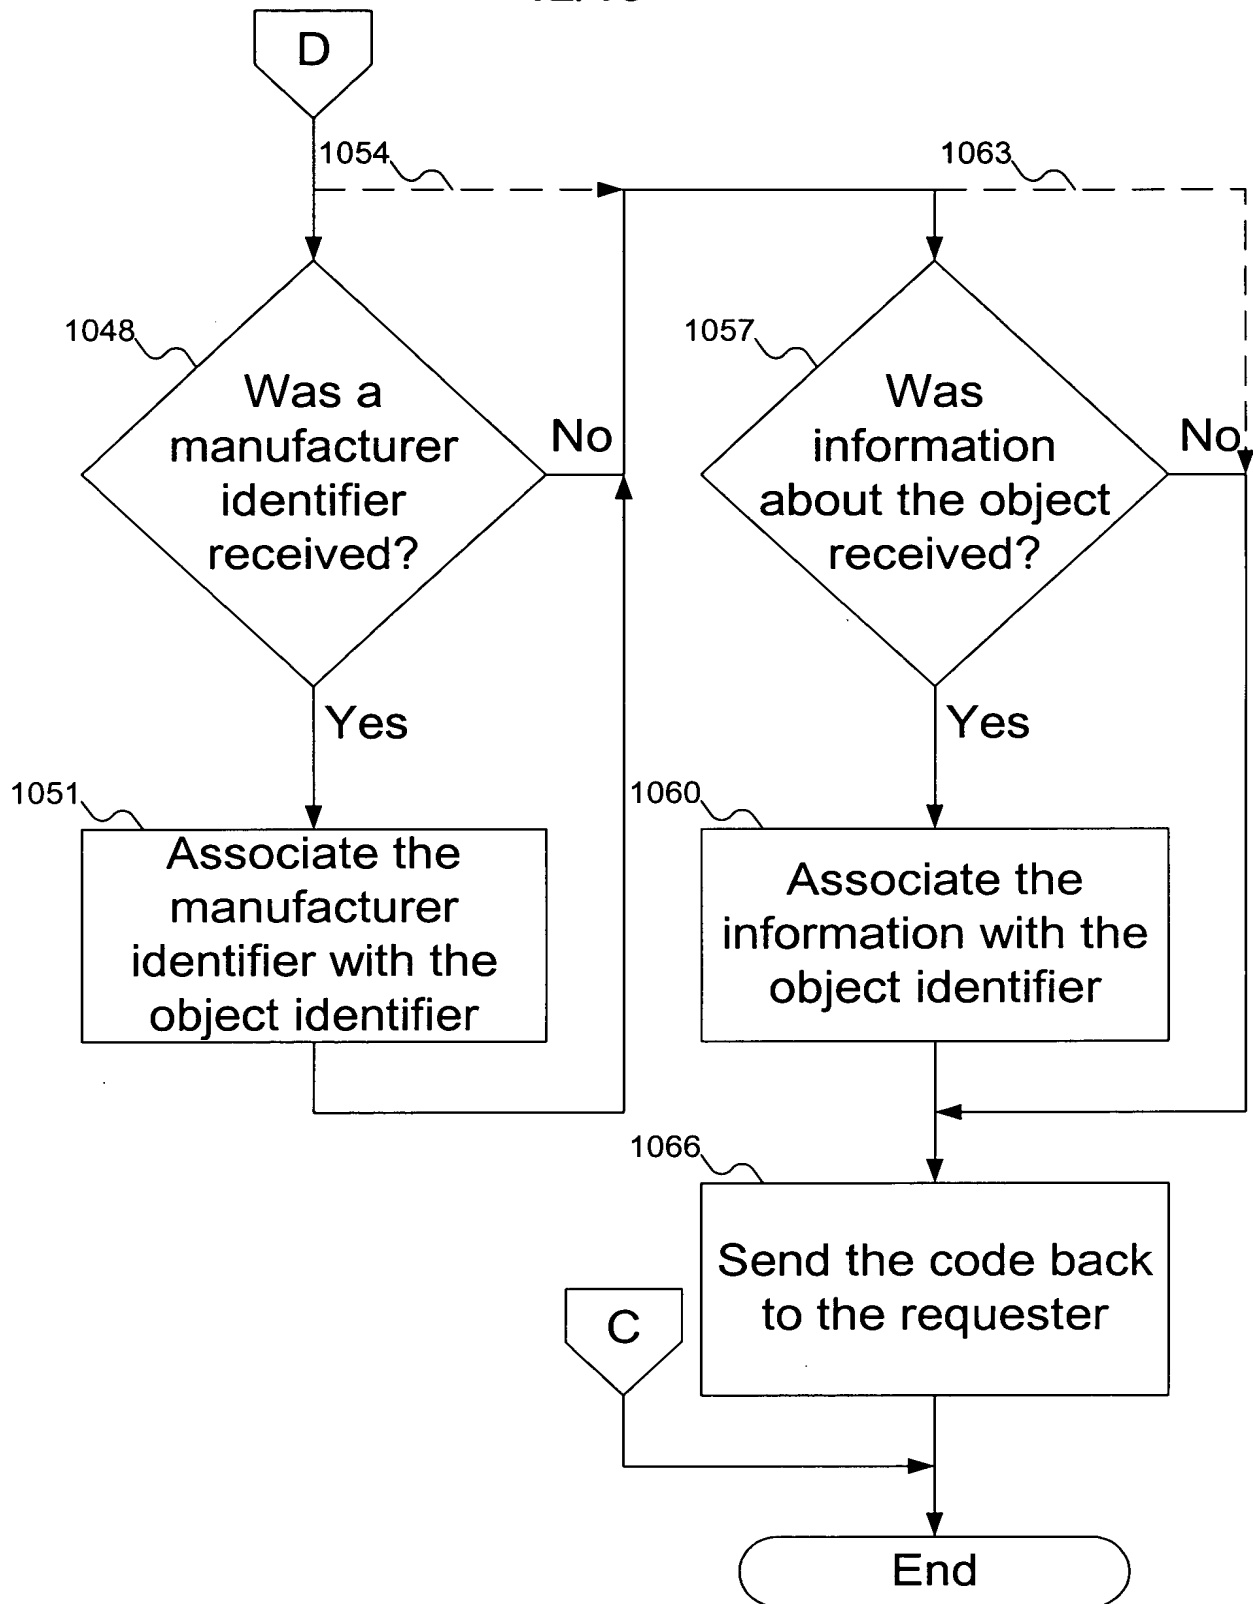 D
1054
1063
1048
Was a
manufacturer
identifier
received?
No
Yes
1051
Associate the
manufacturer
identifier with the
object identifier
1057
Was
information
about the object
received?
No
Yes
1060
Associate the
information with the
object identifier
1066
Send the code back
to the requester
C
End